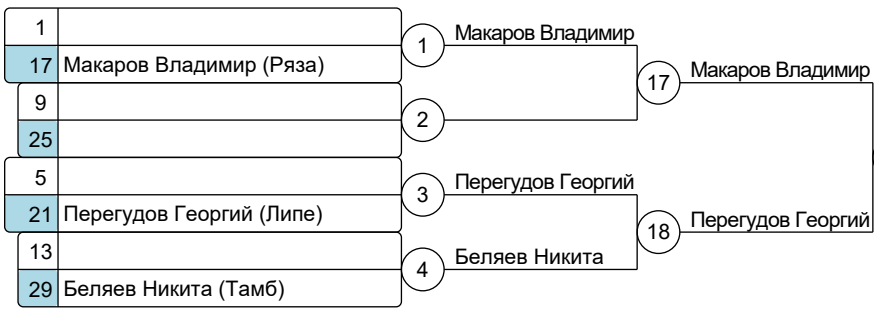 1
17 Макаров Владимир (Ряза)
9
25
5
21 Перегудов Георгий (Липе)
13
29 Беляев Никита (Тамб)
1
2
3
4
Макаров Владимир
Перегудов Георгий
Беляев Никита
17
18
Макаров Владимир
Перегудов Георгий